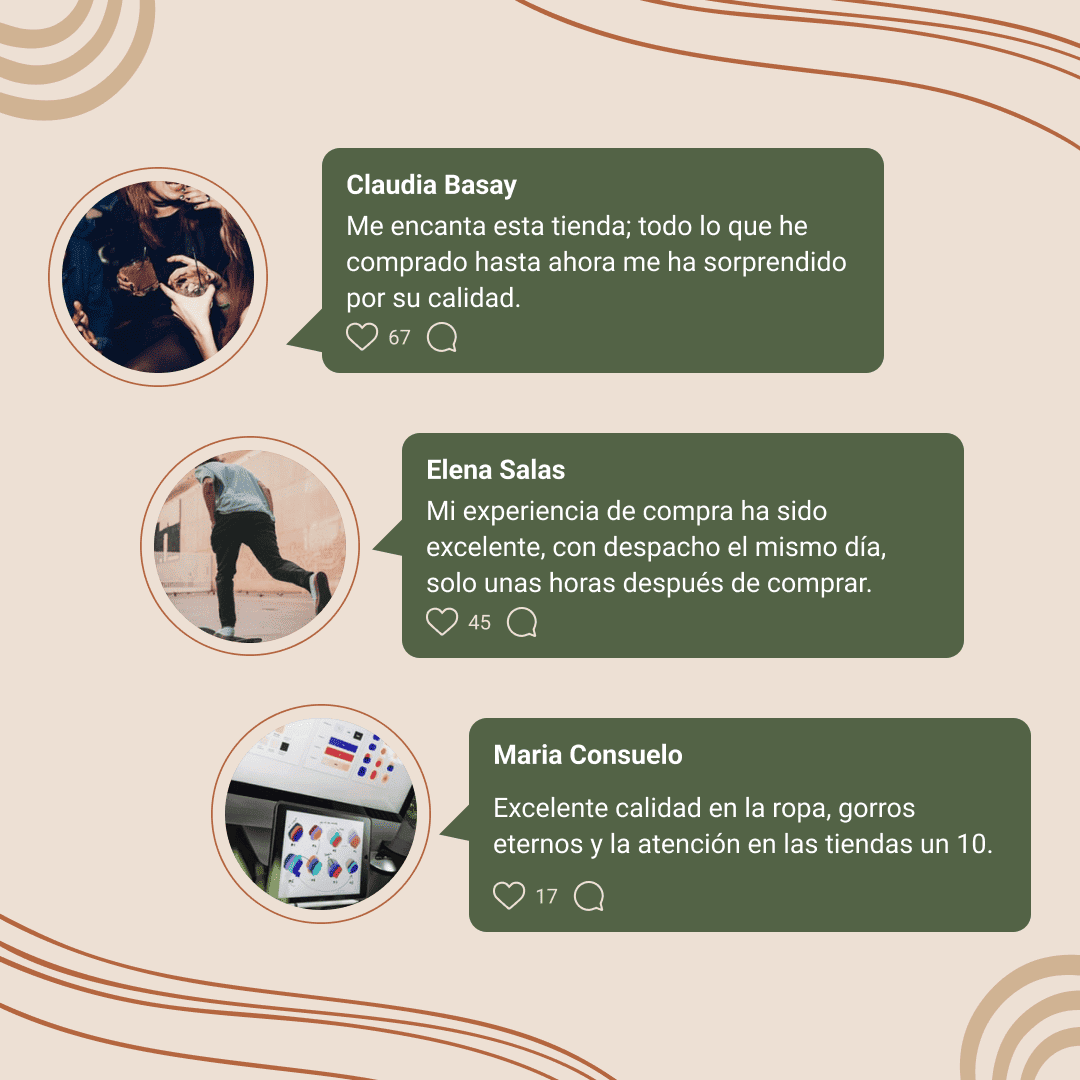 Claudia Basay
Me encanta esta tienda; todo lo que he
comprado hasta ahora me ha sorprendido
por su calidad.
67
Elena Salas
Mi experiencia de compra ha sido
excelente, con despacho el mismo día,
solo unas horas después de comprar.
45
Maria Consuelo
Excelente calidad en la ropa, gorros
eternos y la atención en las tiendas un 10.
17